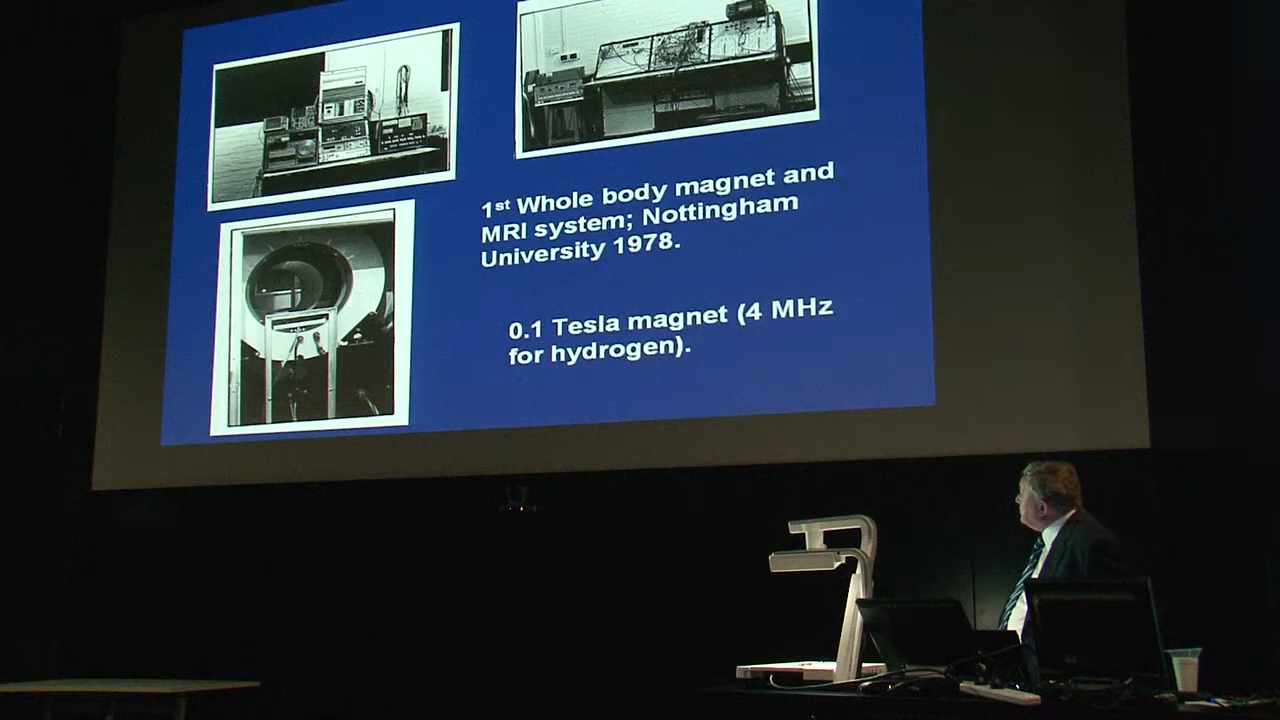 1st Whole body magnet and
MRI system; Nottingham
University 1978.
0.1 Tesla magnet (4 MHz
for hydrogen).